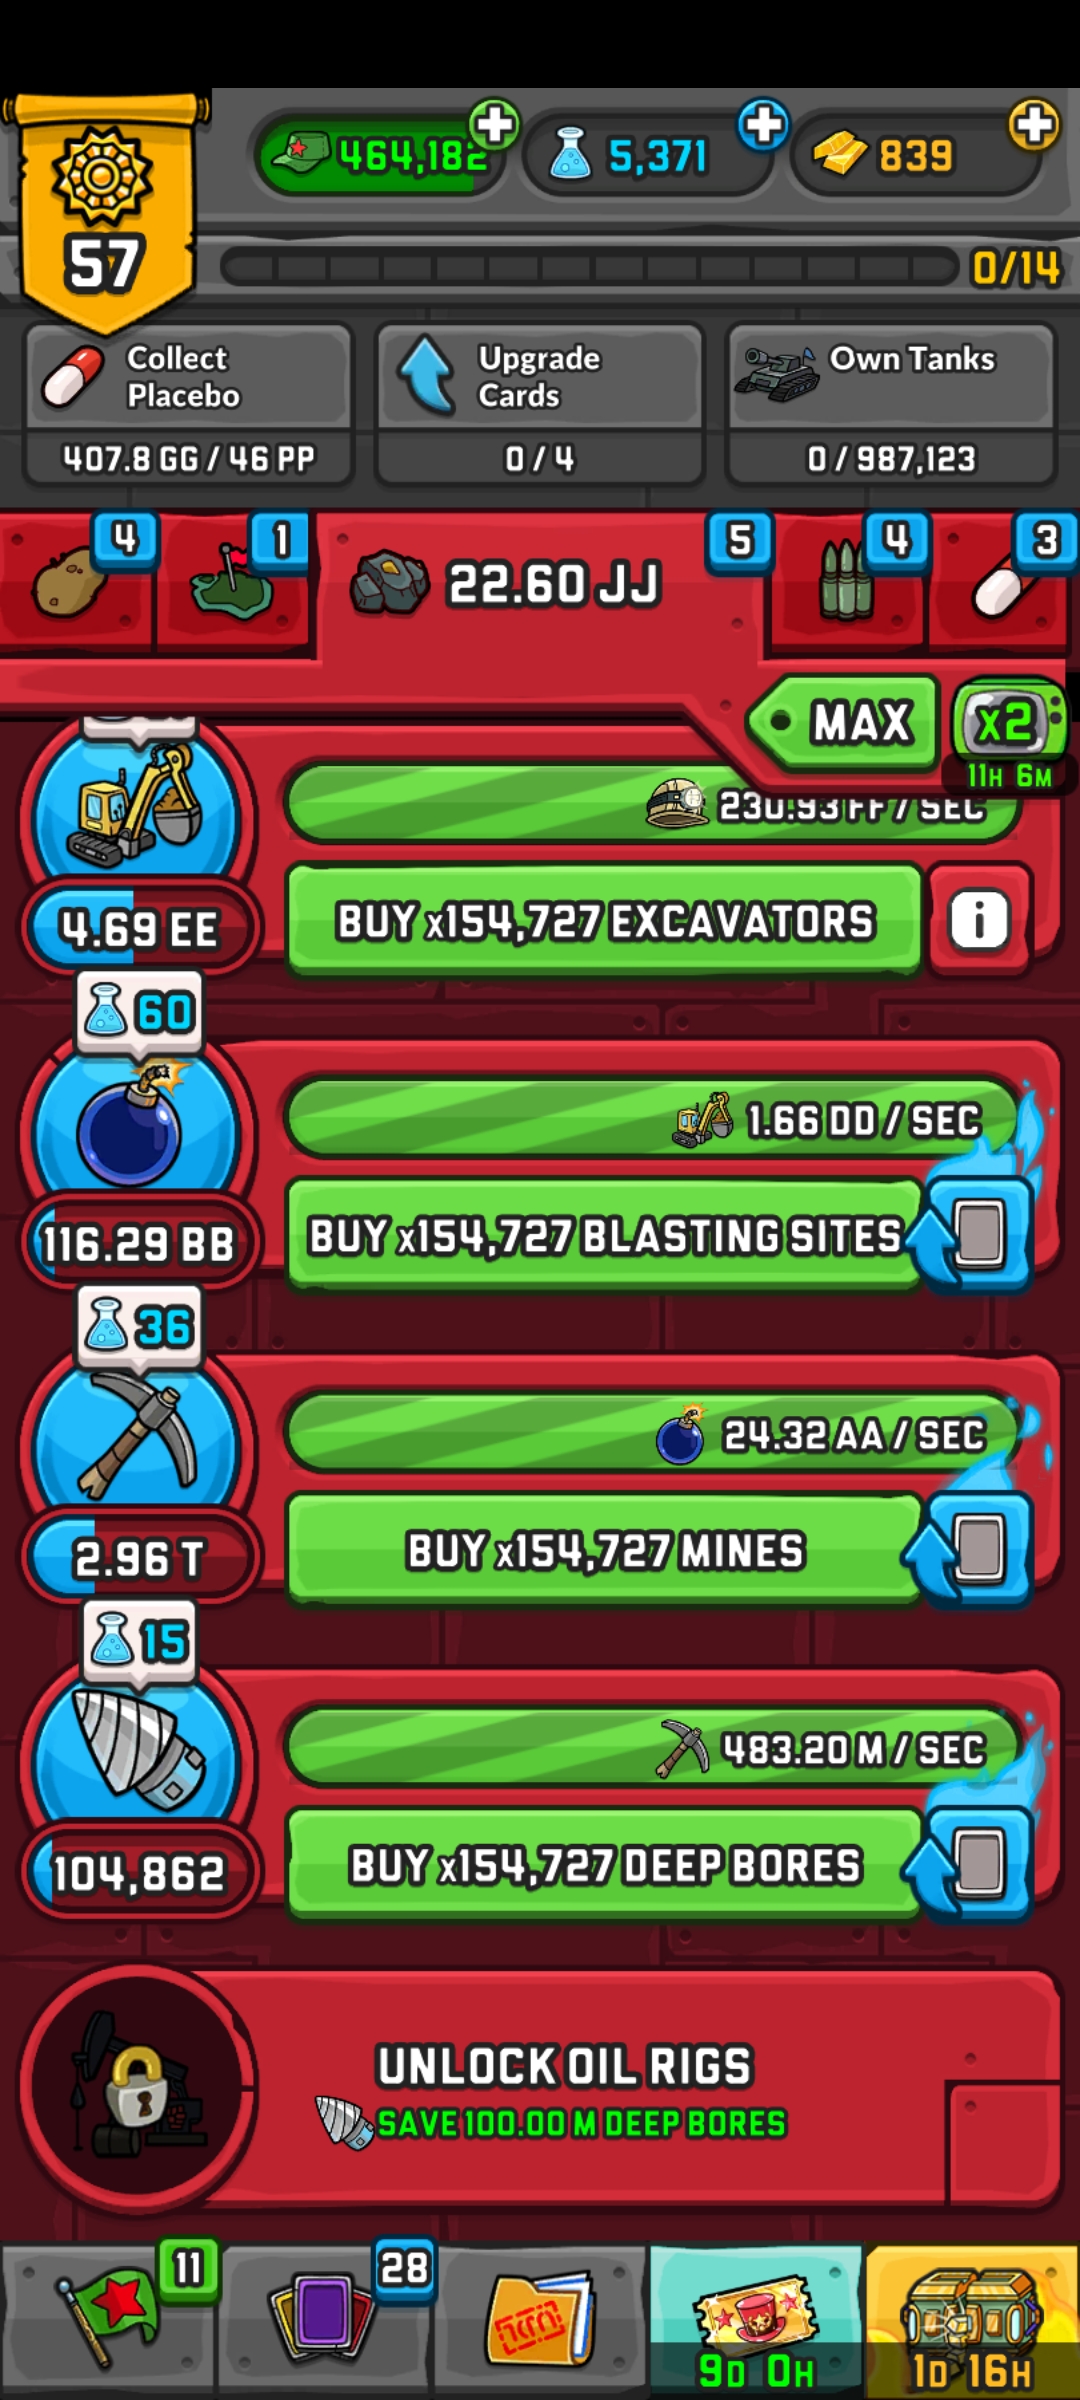 464,182
5,371
839
57
0/14
Collect
Placebo
407.8 GG / 46 PP
Upgrade
Cards
0 / 4
Own Tanks
0 / 987,123
4
1
22.60 JJ
5
4
3
MAX
x2
11H 6M
230.93 FF / SEC
4.69 EE
BUY x154,727 EXCAVATORS
i
60
1.66 DD / SEC
116.29 BB
BUY x154,727 BLASTING SITES
36
24.32 AA / SEC
2.96 T
BUY x154,727 MINES
15
483.20 M / SEC
104,862
BUY x154,727 DEEP BORES
UNLOCK OIL RIGS
SAVE 100.00 M DEEP BORES
11
28
9D 0H
1D 16H